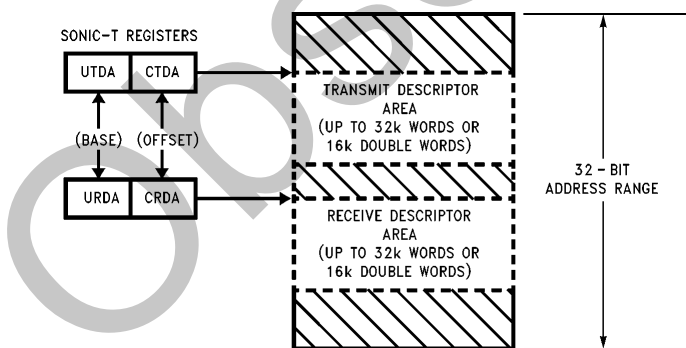 SONIC-T REGISTERS
UTDA CTDA
(BASE) (OFFSET)
URDA CRDA
TRANSMIT DESCRIPTOR
AREA
(UP TO 32k WORDS OR
16k DOUBLE WORDS)
RECEIVE DESCRIPTOR
AREA
(UP TO 32k WORDS OR
16k DOUBLE WORDS)
32-BIT
ADDRESS RANGE